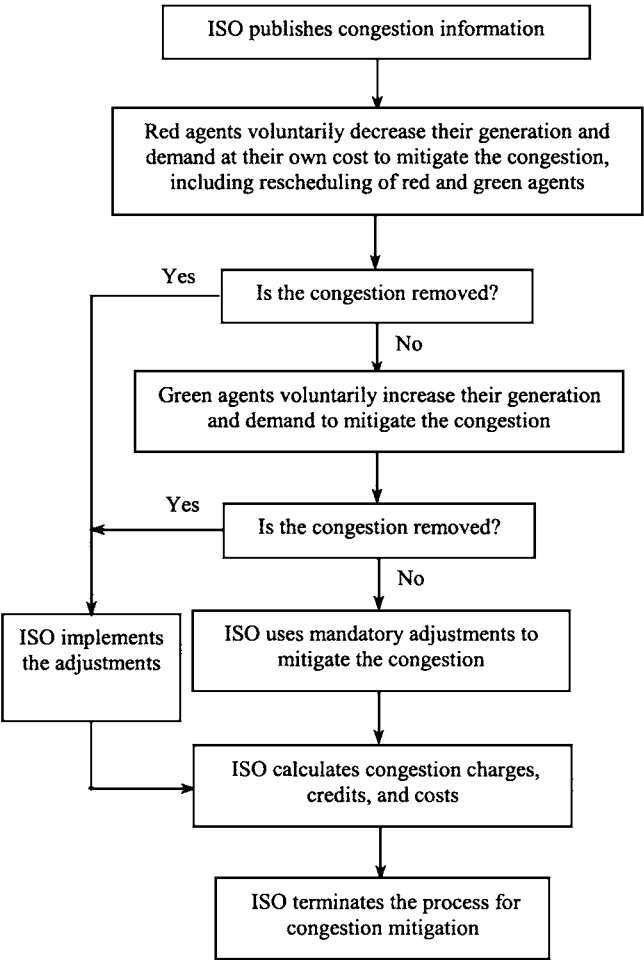 ISO publishes congestion information
Red agents voluntarily decrease their generation and
demand at their own cost to mitigate the congestion,
including rescheduling of red and green agents
Yes
Is the congestion removed?
No
Green agents voluntarily increase their generation
and demand to mitigate the congestion
Yes
Is the congestion removed?
No
ISO implements
the adjustments
ISO uses mandatory adjustments to
mitigate the congestion
ISO calculates congestion charges,
credits, and costs
ISO terminates the process for
congestion mitigation